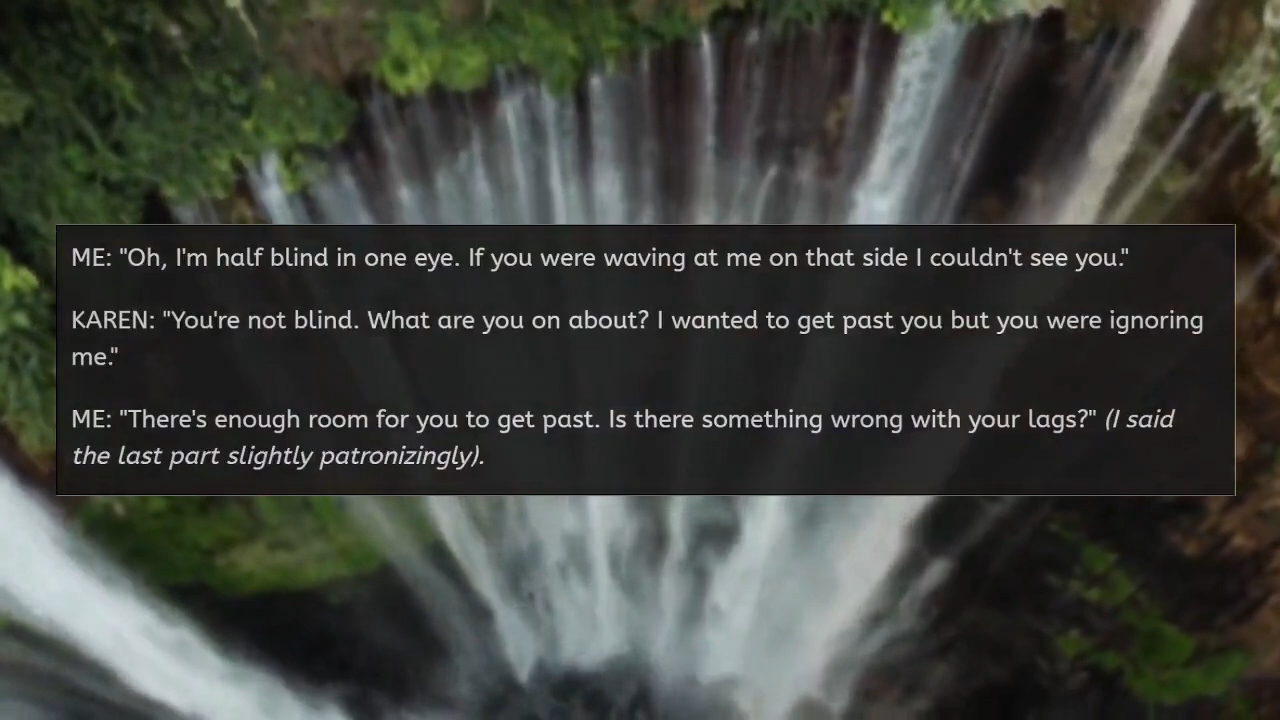 ME: "Oh, I'm half blind in one eye. If you were waving at me on that side I couldn't see you."
KAREN: "You're not blind. What are you on about? I wanted to get past you but you were ignoring
me."
ME: "There's enough room for you to get past. Is there something wrong with your lags?" (I said
the last part slightly patronizingly).